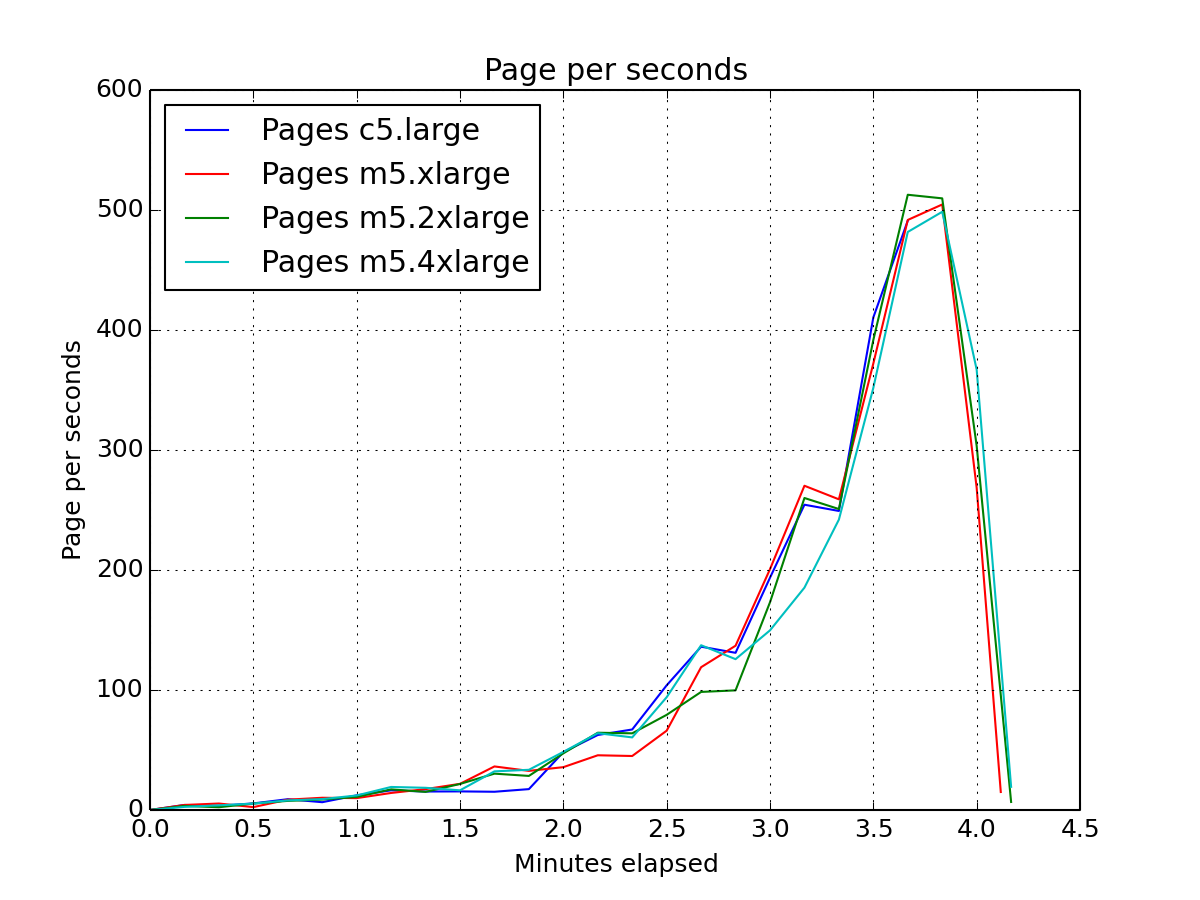 Page per seconds
600
500
400
300
200
100
0
Page per seconds
Pages c5.large
Pages m5.xlarge
Pages m5.2xlarge
Pages m5.4xlarge
0.0 0.5 1.0 1.5 2.0 2.5 3.0 3.5 4.0 4.5
Minutes elapsed